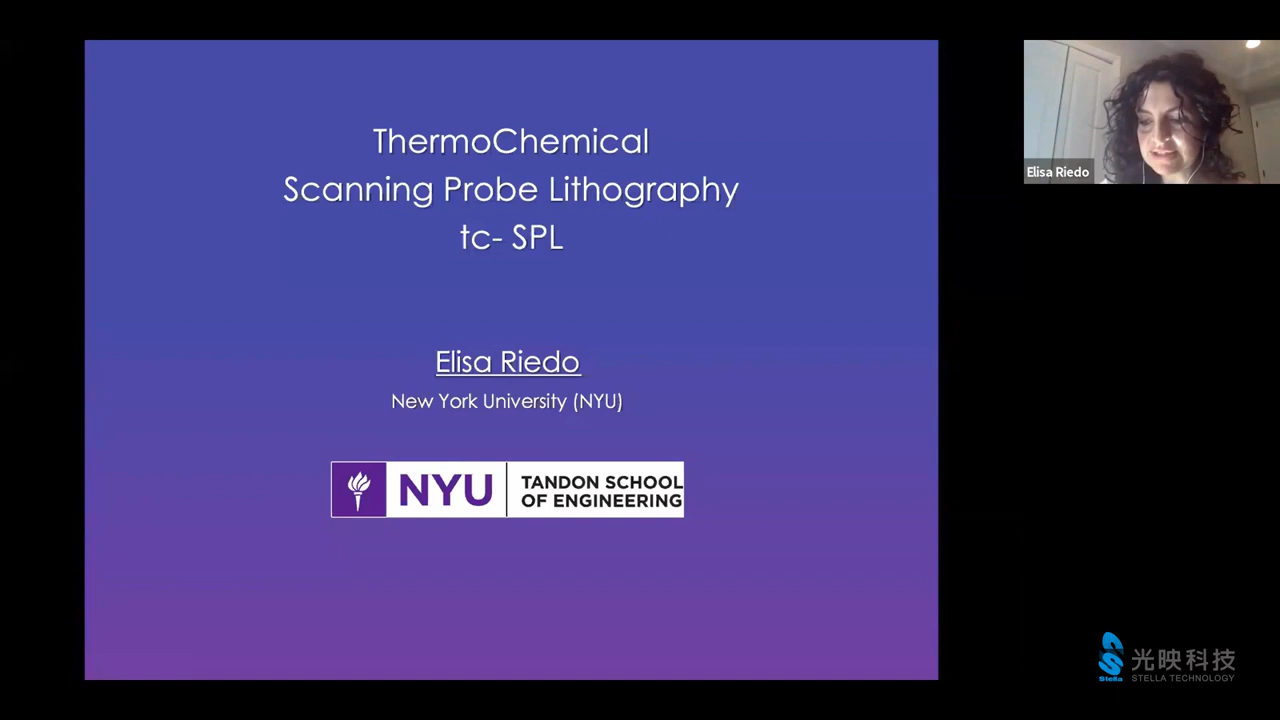 ThermoChemical
Scanning Probe Lithography
tc- SPL
Elisa Riedo
New York University (NYU)
NYU
TANDON SCHOOL
OF ENGINEERING
Elisa Riedo
Stella
光映科技
STELLA TECHNOLOGY